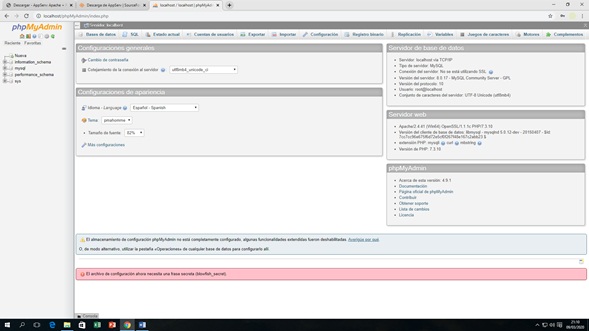 Descargar - AppServ: Apache +
Descarga de AppServ | SourceFor
localhost / localhost | phpMyAdmin
localhost/phpMyAdmin/index.php
phpMyAdmin
Reciente Favoritas
Nueva
information_schema
mysql
performance_schema
sys
Servidor: localhost
Bases de datos SQL Estado actual Cuentas de usuarios Exportar Importar Configuración Registro binario Replicación Variables Juegos de caracteres Motores Complementos
Configuraciones generales
Cambio de contraseña
Cotejamiento de la conexión al servidor utf8mb4_unicode_ci
Configuraciones de apariencia
Idioma - Language Español - Spanish
Tema: pmahomme
Tamaño de fuente: 82%
Más configuraciones
Servidor de base de datos
Servidor: localhost via TCP/IP
Tipo de servidor: MySQL
Conexión del servidor: No se está utilizando SSL
Versión del servidor: 8.0.17 - MySQL Community Server - GPL
Versión del protocolo: 10
Usuario: root@localhost
Conjunto de caracteres del servidor: UTF-8 Unicode (utf8mb4)
Servidor web
Apache/2.4.41 (Win64) OpenSSL/1.1.1c PHP/7.3.10
Versión del cliente de base de datos: libmysql - mysqlnd 5.0.12-dev - 20150407 - $Id:
extensión PHP: mysqli curl mbstring
Versión de PHP: 7.3.10
phpMyAdmin
Acerca de esta versión: 4.9.1
Documentación
Página oficial de phpMyAdmin
Contribuir
Obtener soporte
Lista de cambios
Licencia
El almacenamiento de configuración phpMyAdmin no está completamente configurado, algunas funcionalidades extendidas fueron deshabilitadas. Averigüe por qué.
O, de modo alternativo, utilizar la pestaña «Operaciones» de cualquier base de datos para configurarlo allí.
El archivo de configuración ahora necesita una frase secreta (blowfish_secret).
Consola
21:10
09/03/2020